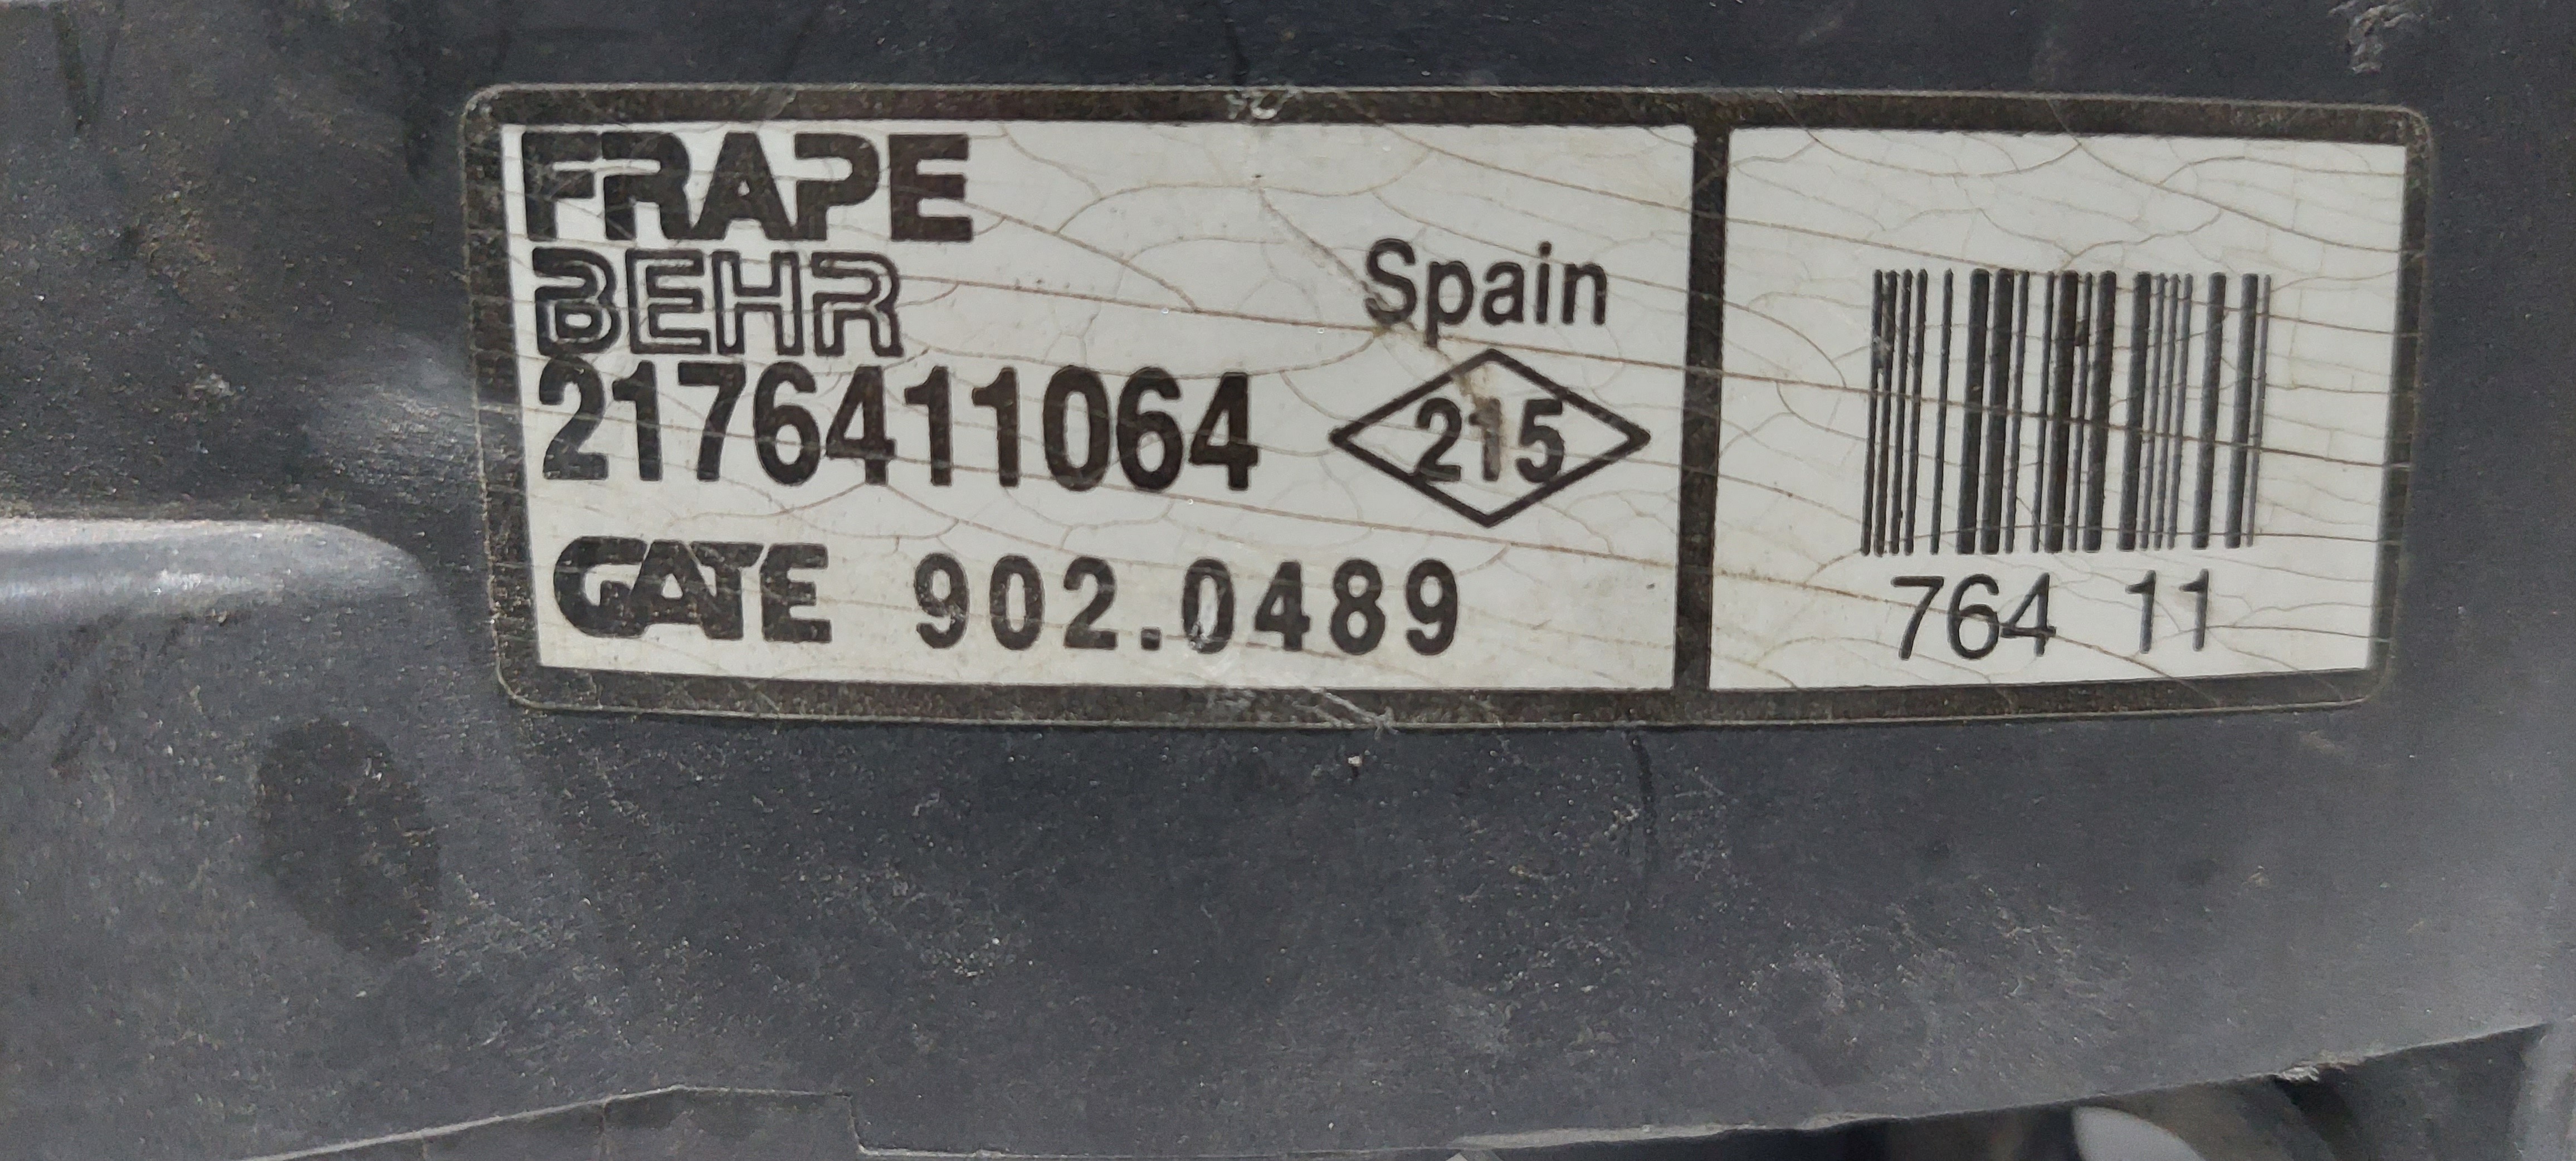 FRAPE
BEHR
Spain
2176411064
215
GATE 902.0489
764 11